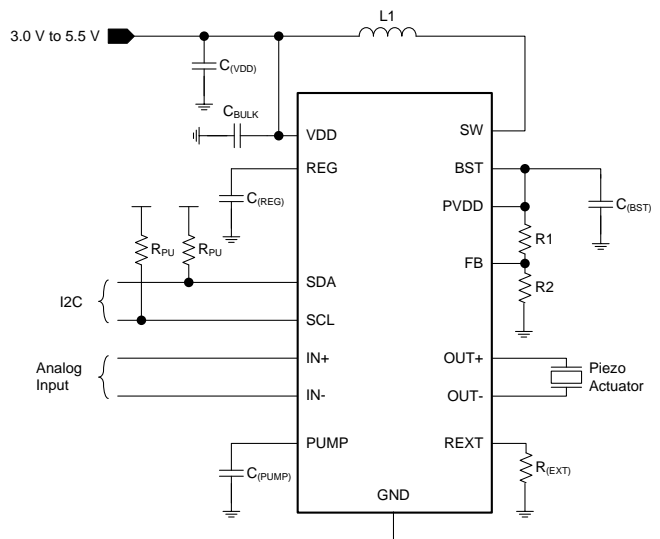 L1
3.0 V to 5.5 V
C(VDD)
CBULK
VDD
SW
REG
BST
C(REG)
PVDD
C(BST)
R1
RPU
RPU
FB
SDA
R2
I2C
SCL
IN+
OUT+
Analog
Input
Piezo
Actuator
IN-
OUT-
PUMP
REXT
C(PUMP)
R(EXT)
GND